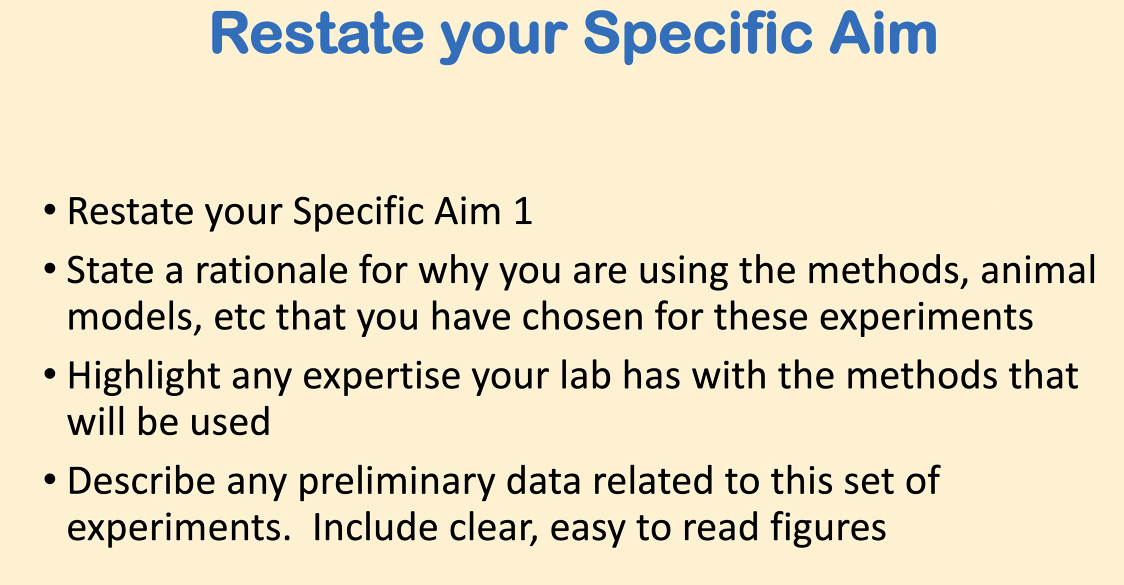 Restate your Specific Aim
• Restate your Specific Aim 1
• State a rationale for why you are using the methods, animal
models, etc that you have chosen for these experiments
• Highlight any expertise your lab has with the methods that
will be used
• Describe any preliminary data related to this set of
experiments.  Include clear, easy to read figures